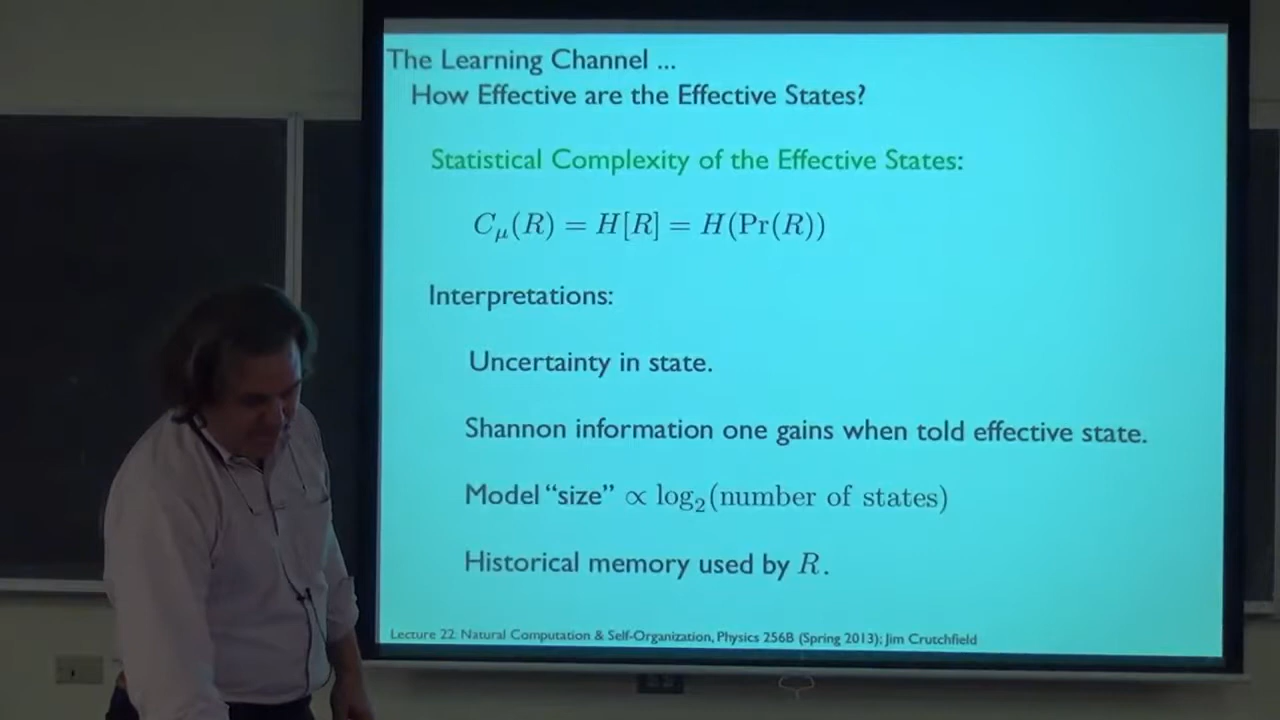 The Learning Channel ...
How Effective are the Effective States?
Statistical Complexity of the Effective States:
C_μ(R) = H[R] = H(Pr(R))
Interpretations:
Uncertainty in state.
Shannon information one gains when told effective state.
Model “size” ∝ log₂(number of states)
Historical memory used by R.
Lecture 22: Natural Computation & Self-Organization, Physics 256B (Spring 2013); Jim Crutchfield